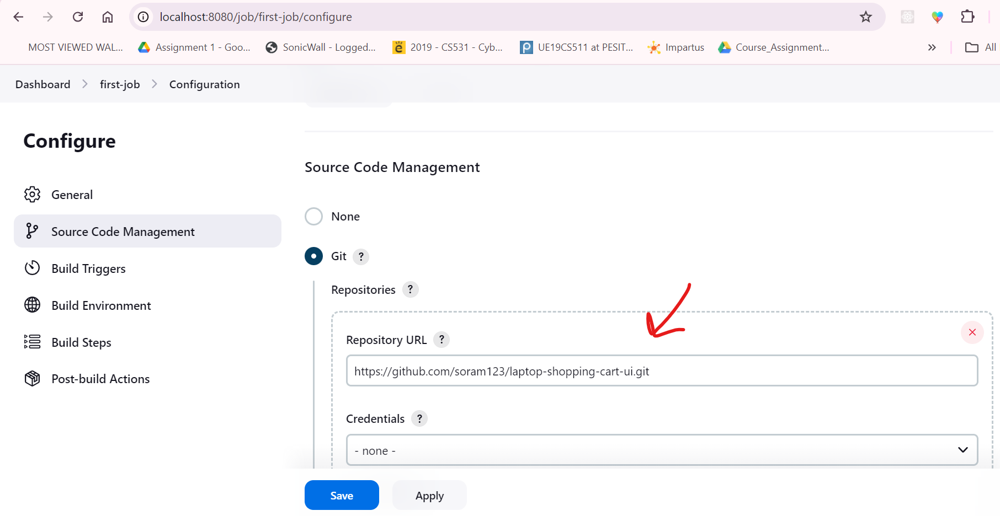 localhost:8080/job/first-job/configure
MOST VIEWED WAL... Assignment 1 - Goo... SonicWall - Logged... 2019 - CS531 - Cyb... UE19CS511 at PESIT... Impartus Course_Assignment... » All
Dashboard > first-job > Configuration
Configure
General
Source Code Management
Build Triggers
Build Environment
Build Steps
Post-build Actions
Source Code Management
None
Git ?
Repositories ?
Repository URL ?
https://github.com/soram123/laptop-shopping-cart-ui.git
Credentials ?
- none -
Save Apply